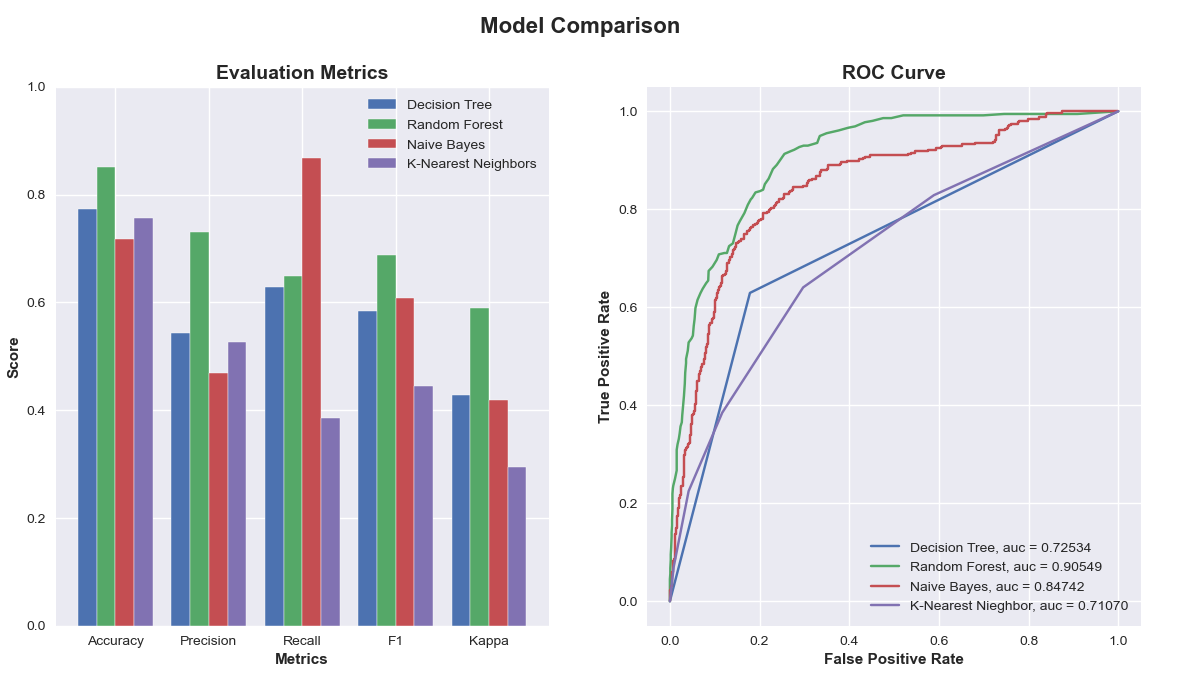 Model Comparison
Evaluation Metrics
Decision Tree
Random Forest
Naive Bayes
K-Nearest Neighbors
1.0
0.8
0.6
0.4
0.2
0.0
Score
Accuracy Precision Recall F1 Kappa
Metrics
ROC Curve
1.0
0.8
0.6
0.4
0.2
0.0
True Positive Rate
Decision Tree, auc = 0.72534
Random Forest, auc = 0.90549
Naive Bayes, auc = 0.84742
K-Nearest Nieghbor, auc = 0.71070
0.0 0.2 0.4 0.6 0.8 1.0
False Positive Rate